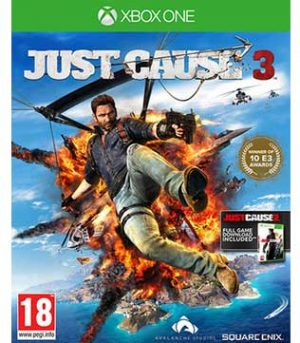 XBOX ONE
JUST CAUSE 3
WINNER OF
10 E3
AWARDS
JUST CAUSE 2
FULL GAME
DOWNLOAD
INCLUDED
18
www.pegi.info
AVALANCHE STUDIOS
SQUARE ENIX.